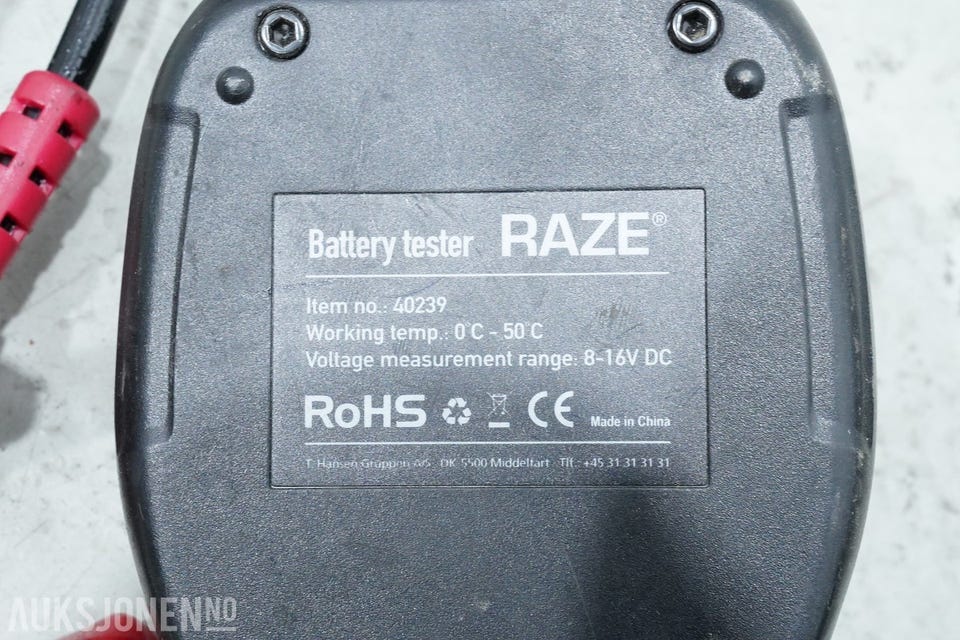 Battery tester RAZE®
Item no.: 40239
Working temp.: 0°C - 50°C
Voltage measurement range: 8-16V DC
RoHS CE Made in China
T. Hansen Gruppen A/S DK 5500 Middelfart Tlf.: +45 31 31 31 31
AUKSJONEN.NO